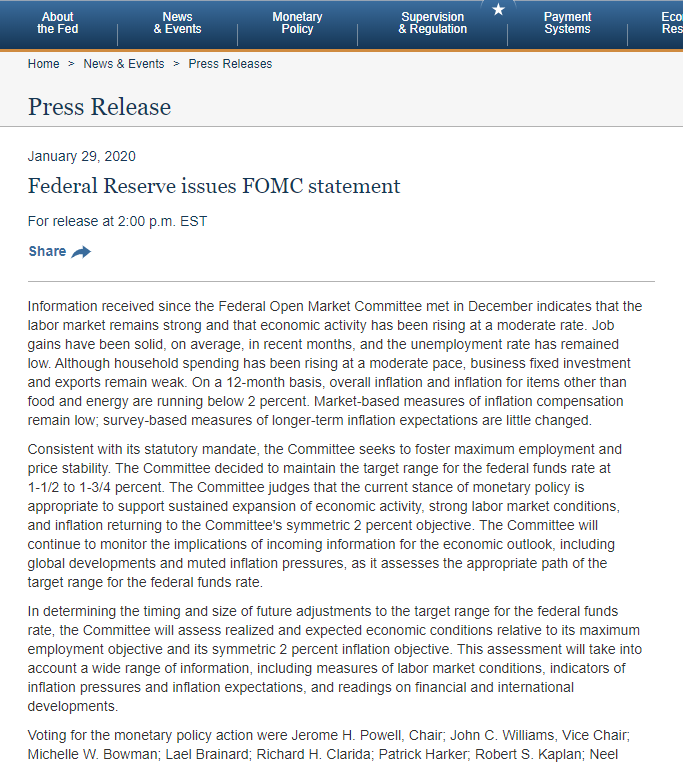 About the Fed
News & Events
Monetary Policy
Supervision & Regulation
Payment Systems
Home > News & Events > Press Releases
Press Release
January 29, 2020
Federal Reserve issues FOMC statement
For release at 2:00 p.m. EST
Share
Information received since the Federal Open Market Committee met in December indicates that the
labor market remains strong and that economic activity has been rising at a moderate rate. Job
gains have been solid, on average, in recent months, and the unemployment rate has remained
low. Although household spending has been rising at a moderate pace, business fixed investment
and exports remain weak. On a 12-month basis, overall inflation and inflation for items other than
food and energy are running below 2 percent. Market-based measures of inflation compensation
remain low; survey-based measures of longer-term inflation expectations are little changed.
Consistent with its statutory mandate, the Committee seeks to foster maximum employment and
price stability. The Committee decided to maintain the target range for the federal funds rate at
1-1/2 to 1-3/4 percent. The Committee judges that the current stance of monetary policy is
appropriate to support sustained expansion of economic activity, strong labor market conditions,
and inflation returning to the Committee's symmetric 2 percent objective. The Committee will
continue to monitor the implications of incoming information for the economic outlook, including
global developments and muted inflation pressures, as it assesses the appropriate path of the
target range for the federal funds rate.
In determining the timing and size of future adjustments to the target range for the federal funds
rate, the Committee will assess realized and expected economic conditions relative to its maximum
employment objective and its symmetric 2 percent inflation objective. This assessment will take into
account a wide range of information, including measures of labor market conditions, indicators of
inflation pressures and inflation expectations, and readings on financial and international
developments.
Voting for the monetary policy action were Jerome H. Powell, Chair; John C. Williams, Vice Chair;
Michelle W. Bowman; Lael Brainard; Richard H. Clarida; Patrick Harker; Robert S. Kaplan; Neel